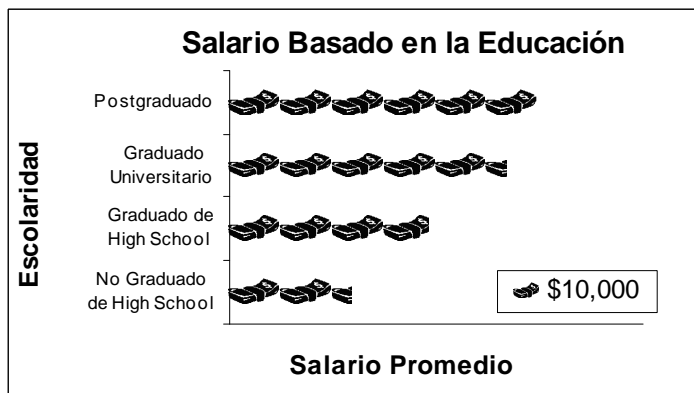 Salario Basado en la Educación
Escolaridad
Postgraduado
Graduado
Universitario
Graduado de
High School
No Graduado
de High School
$10,000
Salario Promedio